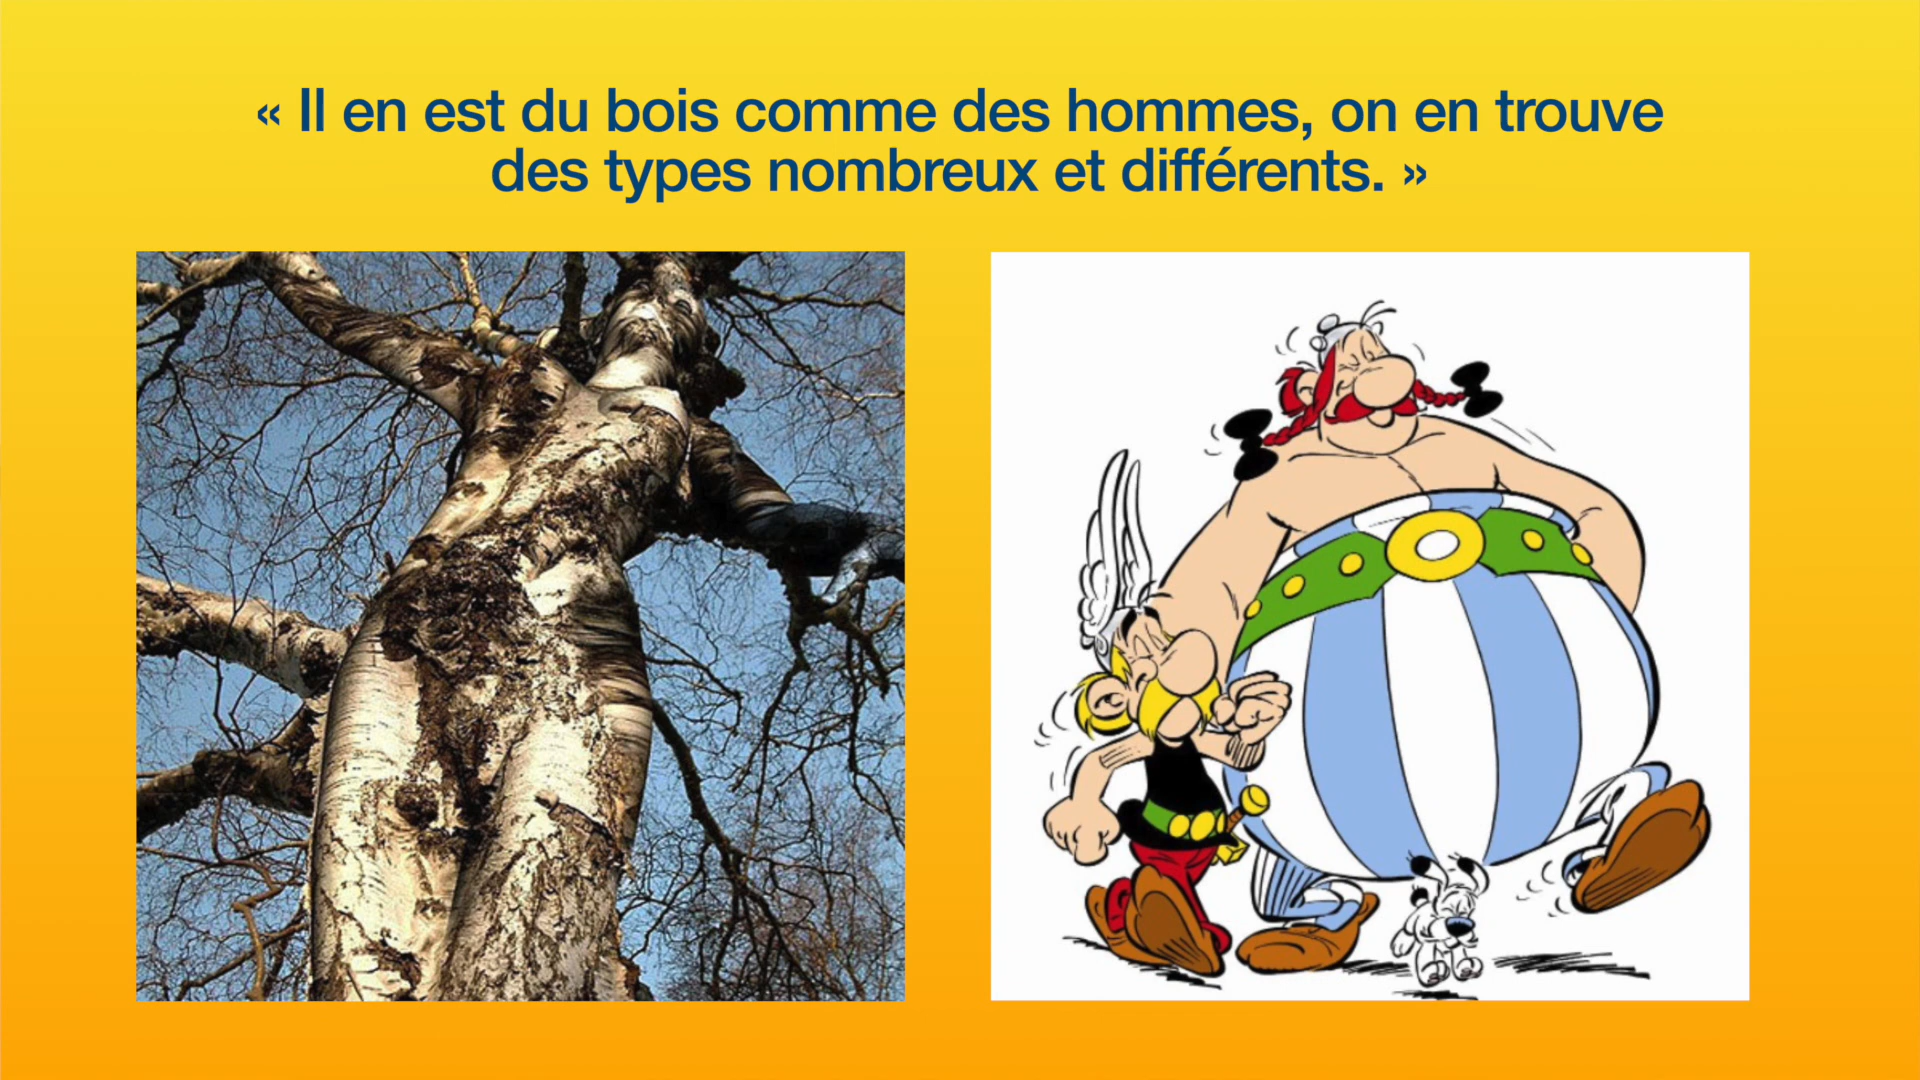 « Il en est du bois comme des hommes, on en trouve
des types nombreux et différents. »